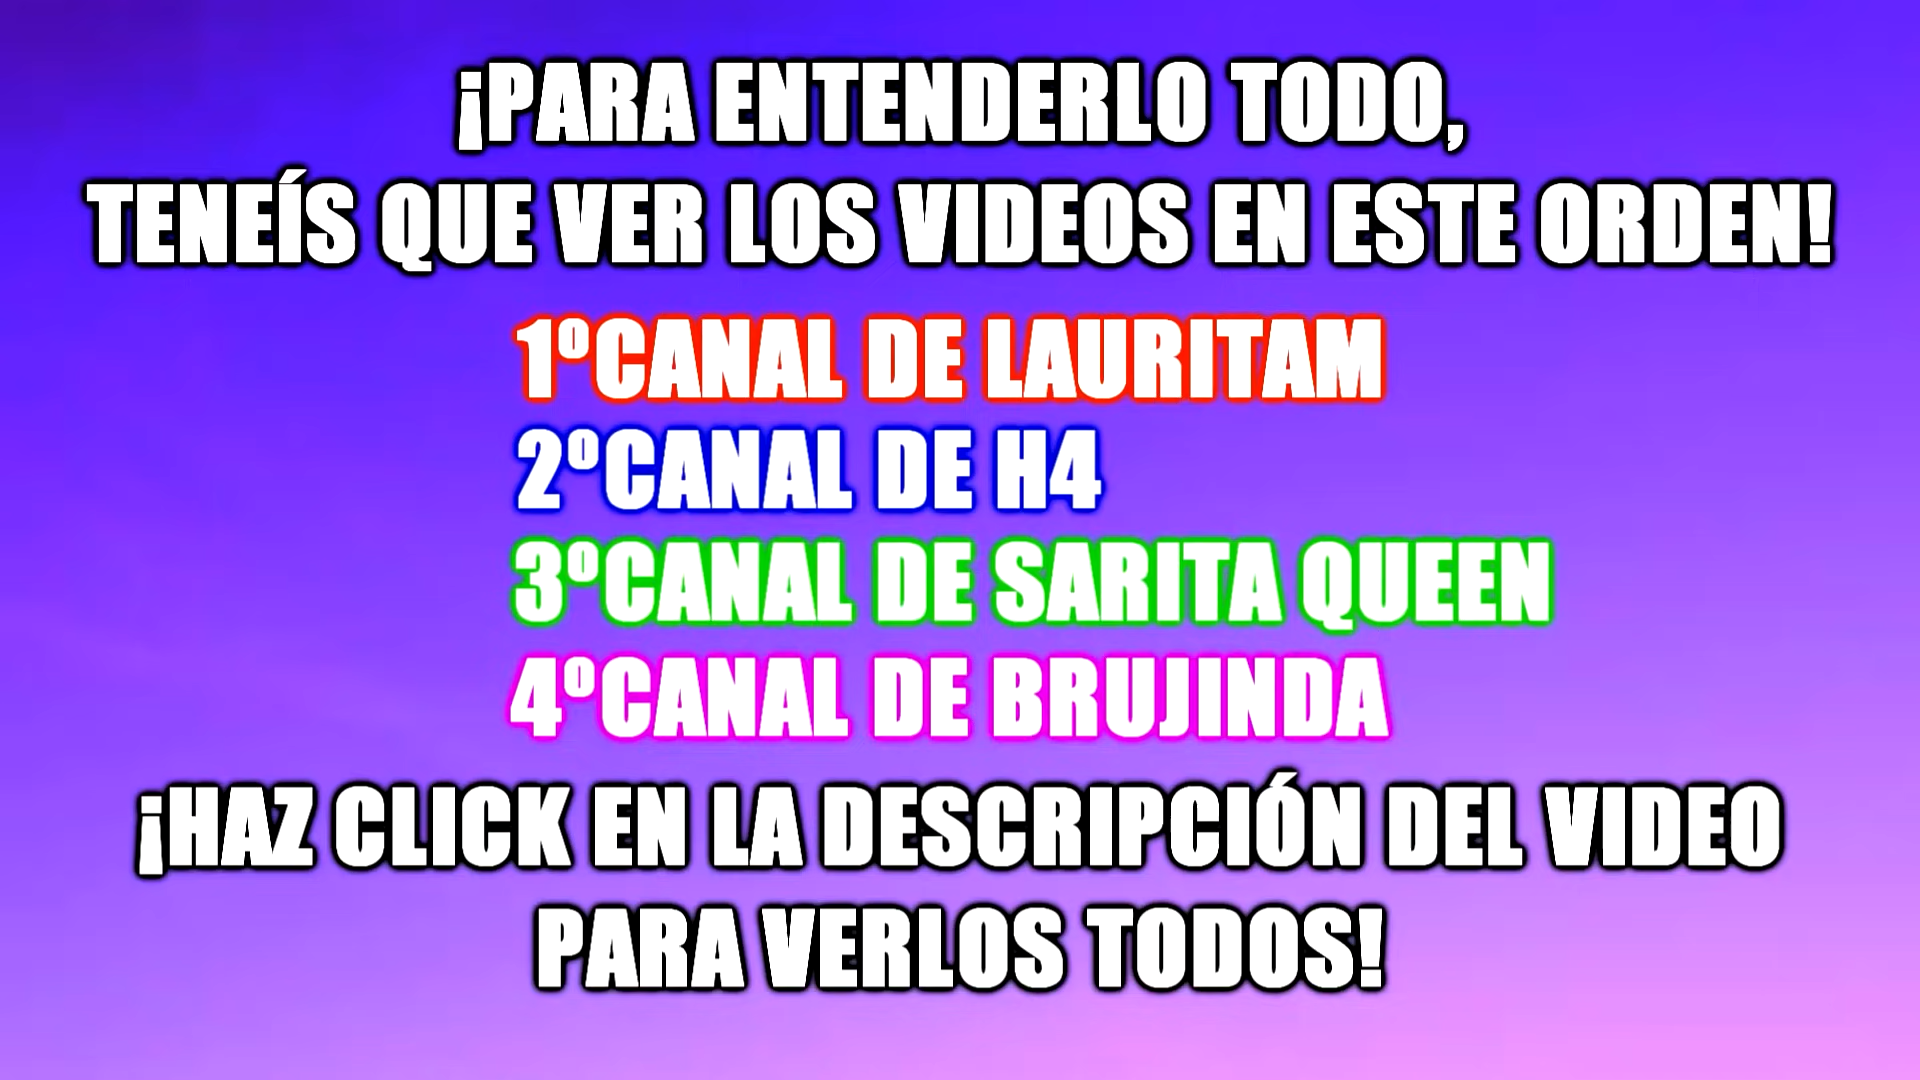 ¡PARA ENTENDERLO TODO,
TENEÍS QUE VER LOS VIDEOS EN ESTE ORDEN!
1ºCANAL DE LAURITAM
2ºCANAL DE H4
3ºCANAL DE SARITA QUEEN
4ºCANAL DE BRUJINDA
¡HAZ CLICK EN LA DESCRIPCIÓN DEL VIDEO
PARA VERLOS TODOS!